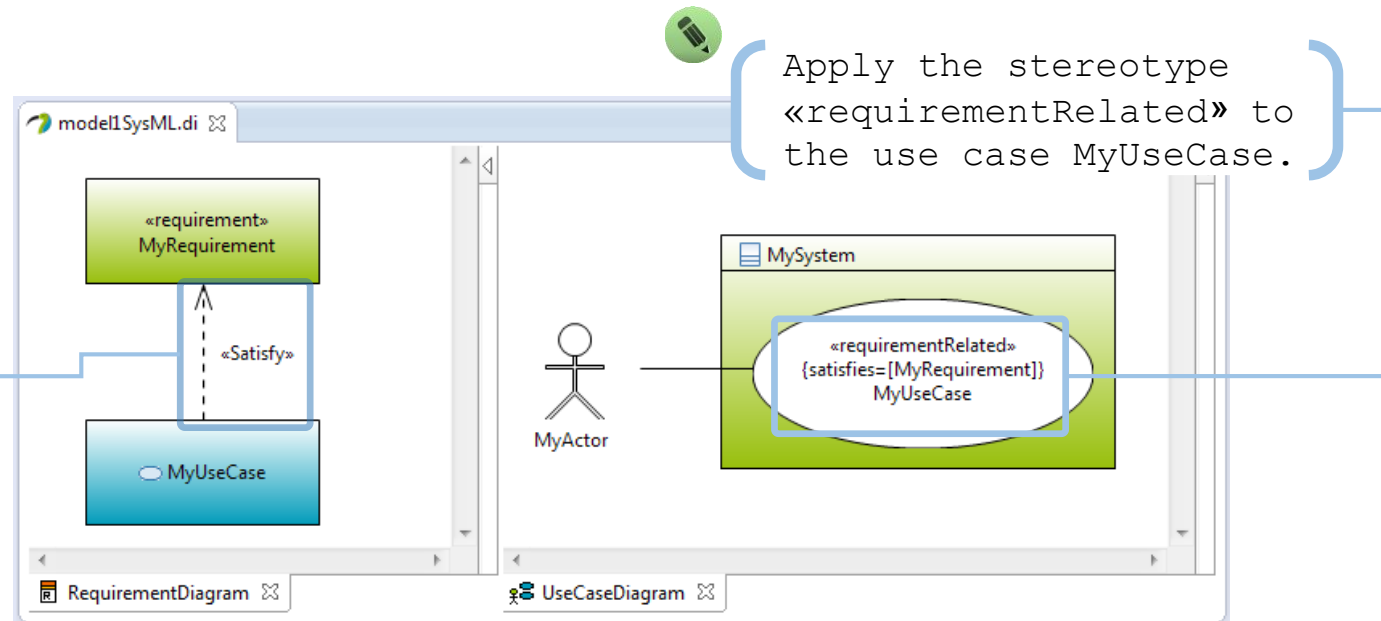 Apply the stereotype
«requirementRelated» to
the use case MyUseCase.
model1SysML.di
«requirement»
MyRequirement
«Satisfy»
MyUseCase
MySystem
«requirementRelated»
{satisfies=[MyRequirement]}
MyUseCase
MyActor
RequirementDiagram
UseCaseDiagram